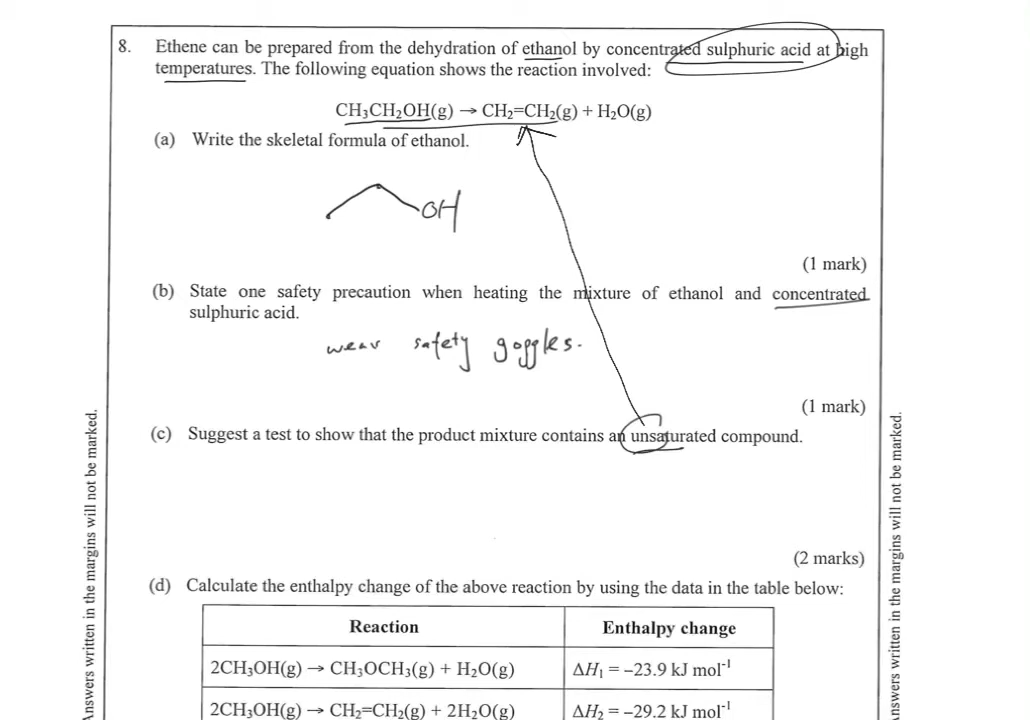 8. Ethene can be prepared from the dehydration of ethanol by concentrated sulphuric acid at high
temperatures. The following equation shows the reaction involved:
CH₃CH₂OH(g) → CH₂=CH₂(g) + H₂O(g)
(a) Write the skeletal formula of ethanol.
OH
(1 mark)
(b) State one safety precaution when heating the mixture of ethanol and concentrated
sulphuric acid.
wear safety goggles.
(1 mark)
(c) Suggest a test to show that the product mixture contains an unsaturated compound.
(2 marks)
(d) Calculate the enthalpy change of the above reaction by using the data in the table below:
Reaction Enthalpy change
2CH₃OH(g) → CH₃OCH₃(g) + H₂O(g) ΔH₁ = −23.9 kJ mol⁻¹
2CH₃OH(g) → CH₂=CH₂(g) + 2H₂O(g) ΔH₂ = −29.2 kJ mol⁻¹
Answers written in the margins will not be marked.
Answers written in the margins will not be marked.